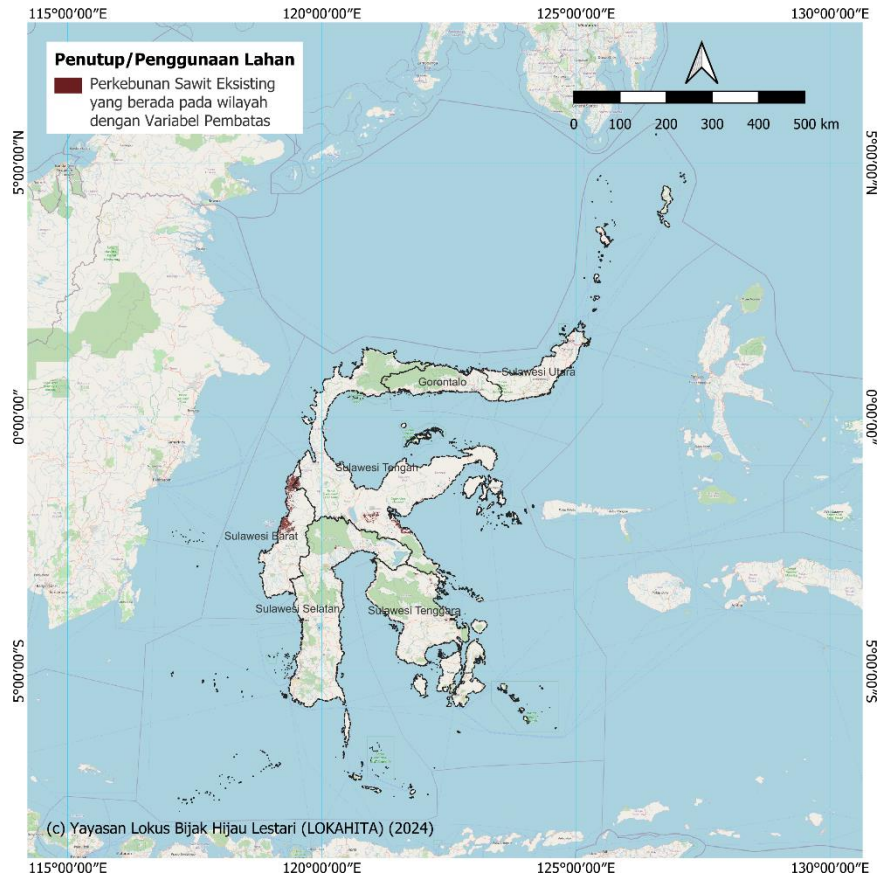 115°00'00"E 120°00'00"E 125°00'00"E 130°00'00"E
Penutup/Penggunaan Lahan
Perkebunan Sawit Eksisting
yang berada pada wilayah
dengan Variabel Pembatas
0 100 200 300 400 500 km
5°00'00"N 5°00'00"N
Sulawesi Utara
Gorontalo
0°00'00" 0°00'00"
Sulawesi Tengah
Sulawesi Barat
Sulawesi Selatan
Sulawesi Tenggara
5°00'00"S 5°00'00"S
(c) Yayasan Lokus Bijak Hijau Lestari (LOKAHITA) (2024)
115°00'00"E 120°00'00"E 125°00'00"E 130°00'00"E